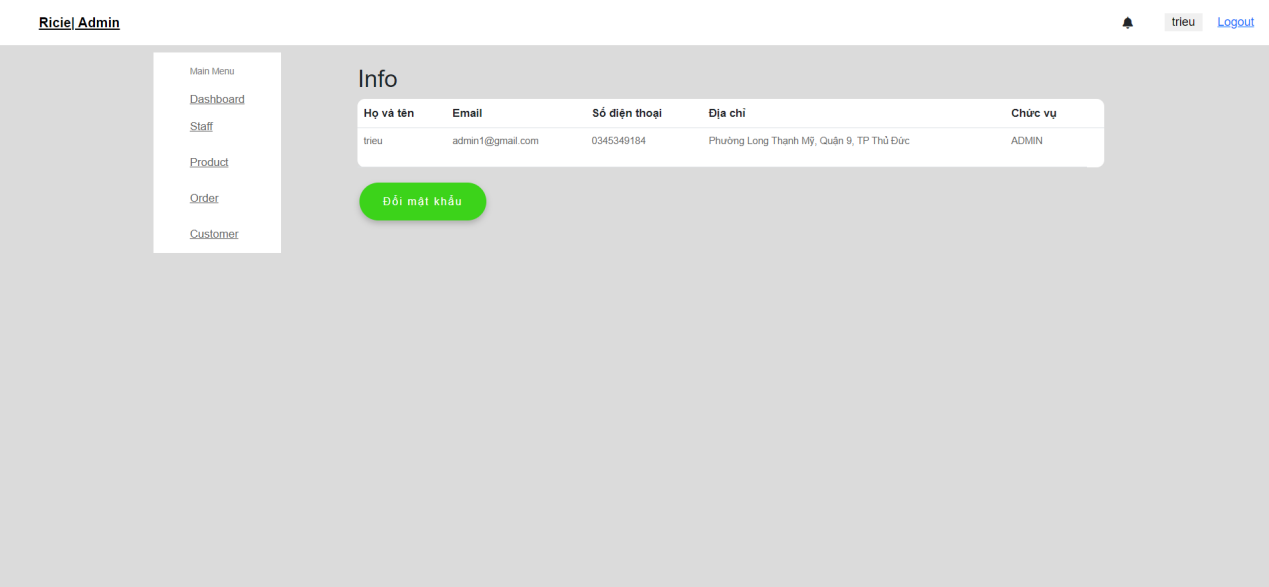 Ricie| Admin
trieu Logout
Main Menu
Dashboard
Staff
Product
Order
Customer
Info
Họ và tên Email Số điện thoại Địa chỉ Chức vụ
trieu admin1@gmail.com 0345349184 Phường Long Thạnh Mỹ, Quận 9, TP Thủ Đức ADMIN
Đổi mật khẩu